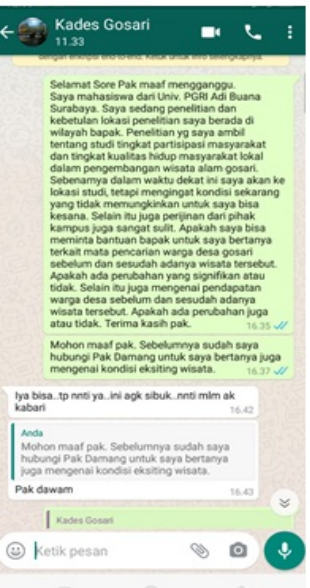 Kades Gosari
11.33
dengan enkripsi end-to-end. Ketuk untuk info selengkapnya.
Selamat Sore Pak maaf mengganggu.
Saya mahasiswa dari Univ. PGRI Adi Buana
Surabaya. Saya sedang penelitian dan
kebetulan lokasi penelitian saya berada di
wilayah bapak. Penelitian yg saya ambil
tentang studi tingkat partisipasi masyarakat
dan tingkat kualitas hidup masyarakat lokal
dalam pengembangan wisata alam gosari.
Sebenarnya dalam waktu dekat ini saya akan ke
lokasi studi, tetapi mengingat kondisi sekarang
yang tidak memungkinkan untuk saya bisa
kesana. Selain itu juga perijinan dari pihak
kampus juga sangat sulit. Apakah saya bisa
meminta bantuan bapak untuk saya bertanya
terkait mata pencarian warga desa gosari
sebelum dan sesudah adanya wisata tersebut.
Apakah ada perubahan yang signifikan atau
tidak. Selain itu juga mengenai pendapatan
warga desa sebelum dan sesudah adanya
wisata tersebut. Apakah ada perubahan juga
atau tidak. Terima kasih pak.
16.35
Mohon maaf pak. Sebelumnya sudah saya
hubungi Pak Damang untuk saya bertanya juga
mengenai kondisi eksiting wisata.
16.37
Iya bisa..tp nnti ya..ini agk sibuk..nnti mlm ak
kabari
16.42
Anda
Mohon maaf pak. Sebelumnya sudah saya
hubungi Pak Damang untuk saya bertanya
juga mengenai kondisi eksiting wisata.
Pak dawam
16.43
Kades Gosari
Ketik pesan